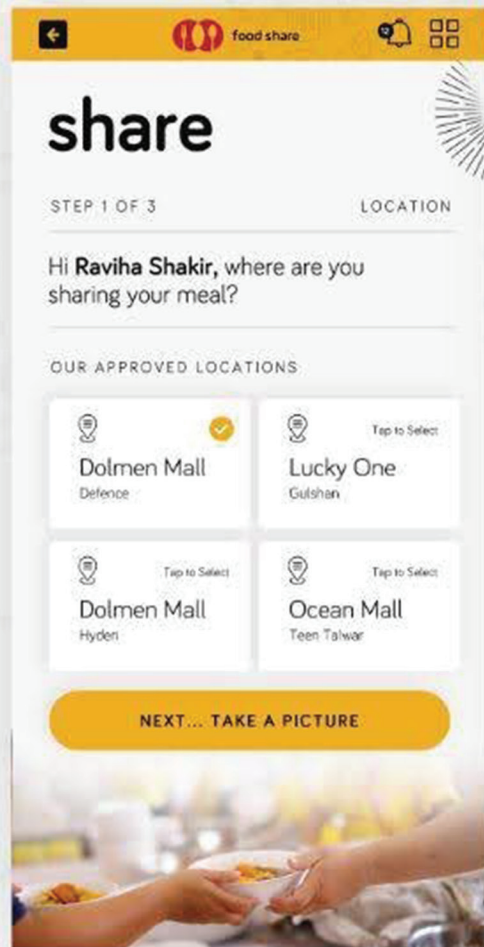 food share
12
share
STEP 1 OF 3
LOCATION
Hi Raviha Shakir, where are you
sharing your meal?
OUR APPROVED LOCATIONS
Dolmen Mall
Defence
Tap to Select
Lucky One
Gulshan
Tap to Select
Dolmen Mall
Hyderi
Tap to Select
Ocean Mall
Teen Talwar
NEXT... TAKE A PICTURE